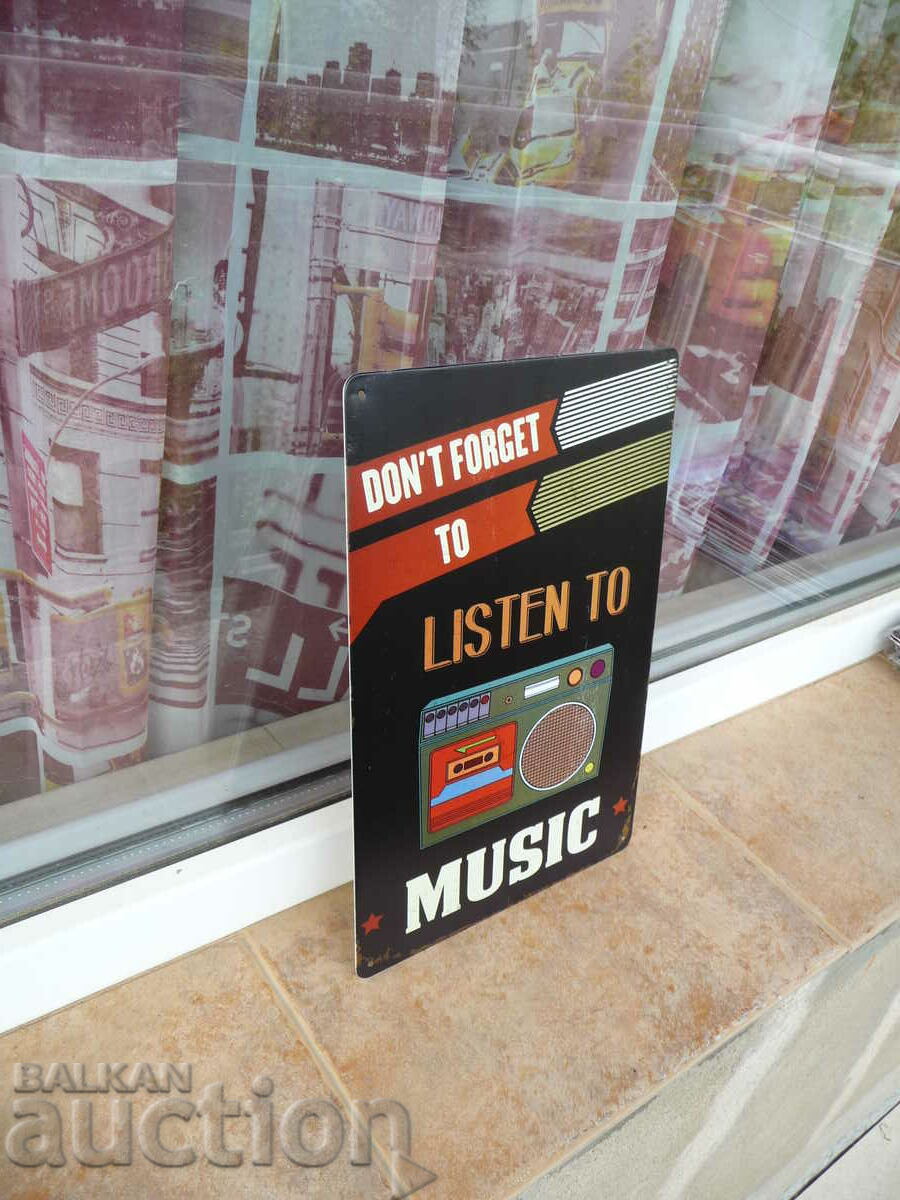 DON'T FORGET
TO
LISTEN TO
MUSIC
BALKAN
auction